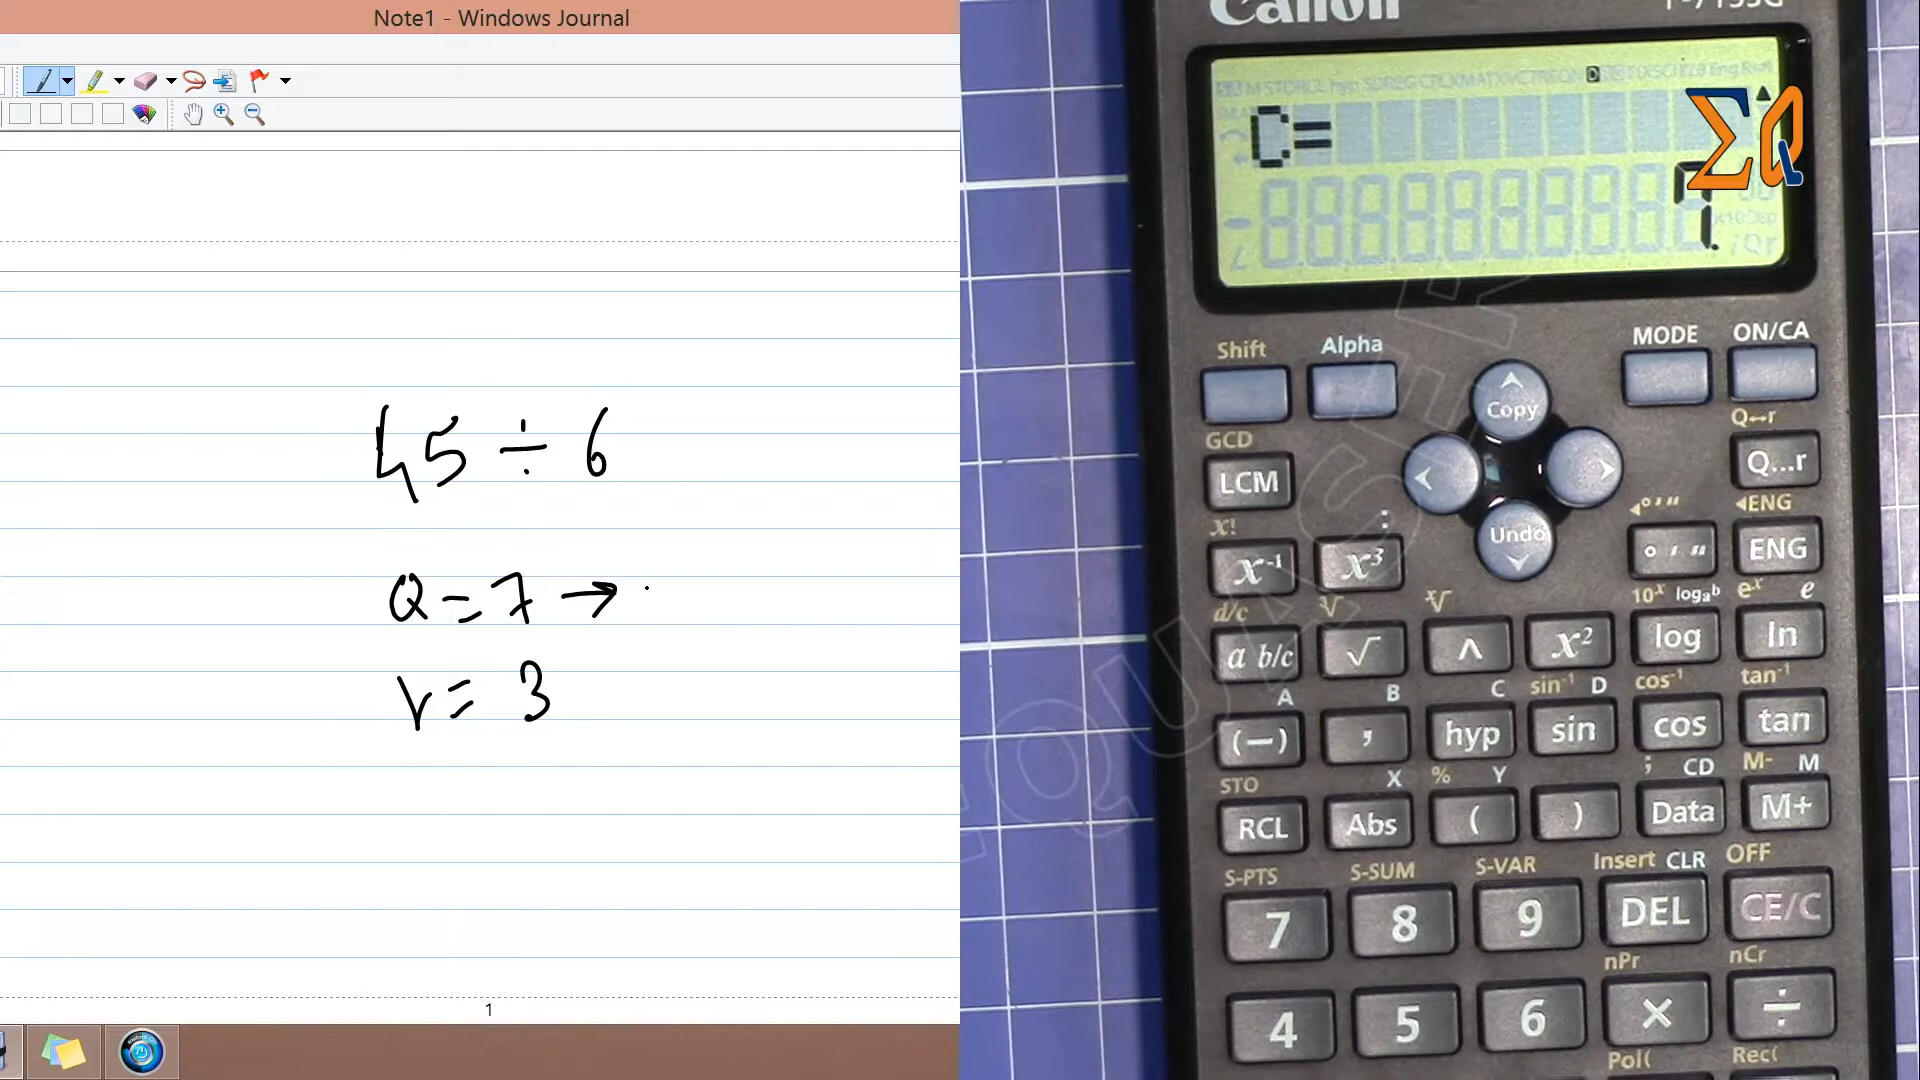 Note1 - Windows Journal
45 ÷ 6
Q = 7 →
r = 3
1
Canon
C=
7.
ΣQ
Shift
Alpha
MODE
ON/CA
Copy
Undo
GCD
LCM
Q↔r
Q...r
◄° ' "
◄ENG
° ' "
ENG
x!
x⁻¹
:
x³
d/c
a b/c
³√
√
ˣ√
^
x²
10ˣ
logₐb
log
eˣ
e
ln
A
(—)
B
,
C
hyp
sin⁻¹
D
sin
cos⁻¹
cos
tan⁻¹
tan
STO
RCL
X
Abs
%
Y
(
)
;
CD
Data
M-
M
M+
S-PTS
7
S-SUM
8
S-VAR
9
Insert
CLR
DEL
OFF
CE/C
4
5
6
nPr
×
nCr
÷
Pol(
Rec(